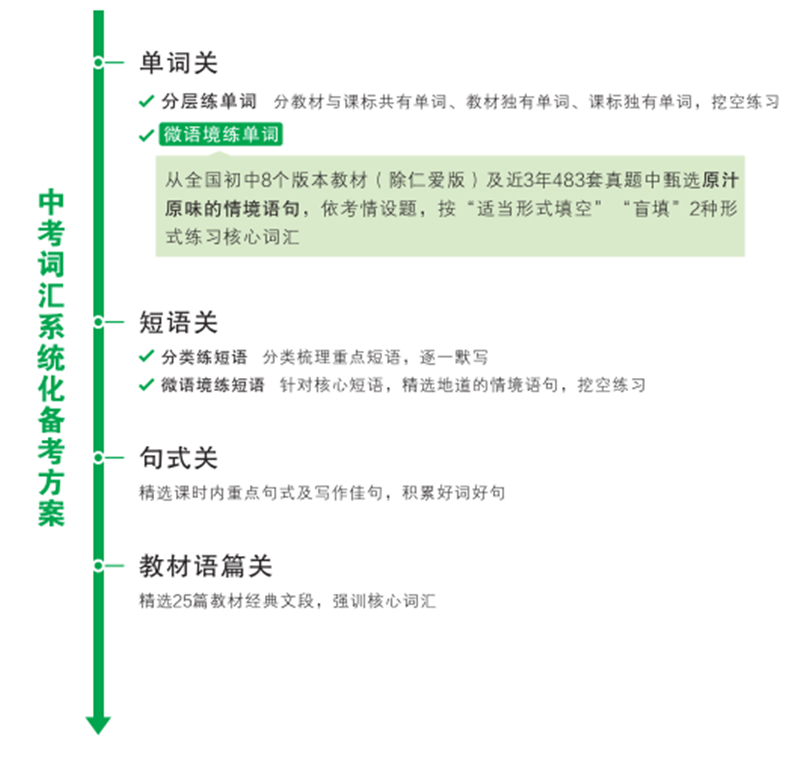 中考词汇系统化备考方案
单词关
分层练单词 分教材与课标共有单词、教材独有单词、课标独有单词，挖空练习
微语境练单词
从全国初中8个版本教材（除仁爱版）及近3年483套真题中甄选原汁
原味的情境语句，依考情设题，按“适当形式填空”“盲填”2种形
式练习核心词汇
短语关
分类练短语 分类梳理重点短语，逐一默写
微语境练短语 针对核心短语，精选地道的情境语句，挖空练习
句式关
精选课时内重点句式及写作佳句，积累好词好句
教材语篇关
精选25篇教材经典文段，强训核心词汇